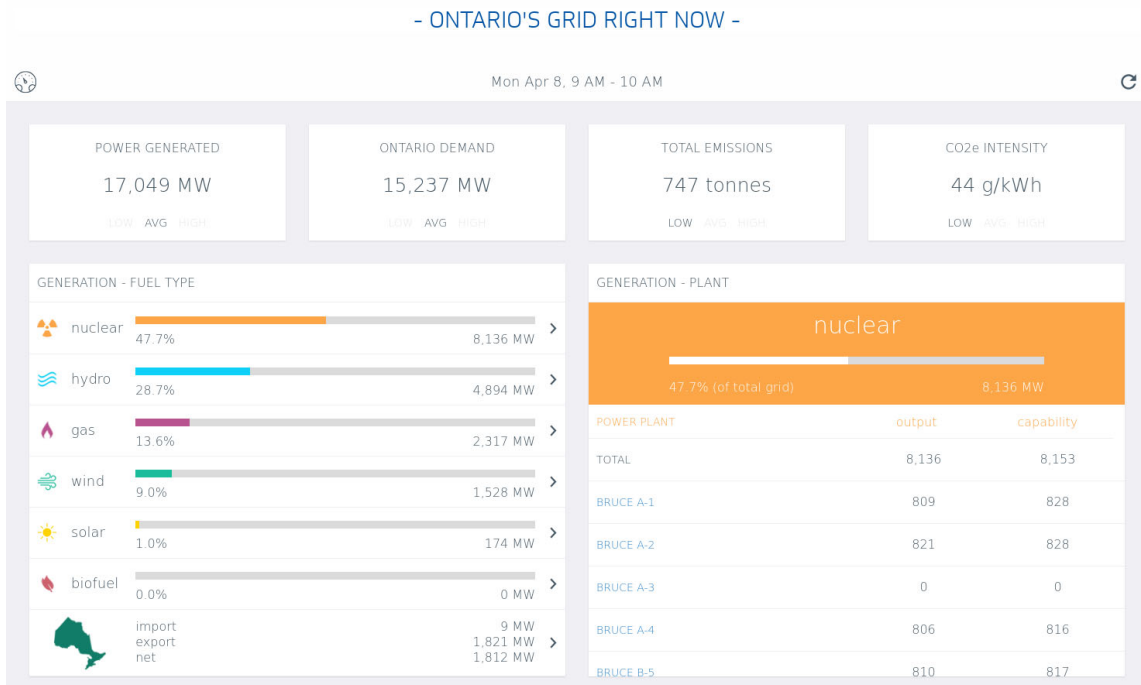 - ONTARIO'S GRID RIGHT NOW -
Mon Apr 8, 9 AM - 10 AM
POWER GENERATED
17,049 MW
LOW AVG HIGH
ONTARIO DEMAND
15,237 MW
LOW AVG HIGH
TOTAL EMISSIONS
747 tonnes
LOW AVG HIGH
CO2e INTENSITY
44 g/kWh
LOW AVG HIGH
GENERATION - FUEL TYPE
nuclear
47.7% 8,136 MW
hydro
28.7% 4,894 MW
gas
13.6% 2,317 MW
wind
9.0% 1,528 MW
solar
1.0% 174 MW
biofuel
0.0% 0 MW
import 9 MW
export 1,821 MW
net 1,812 MW
GENERATION - PLANT
nuclear
47.7% (of total grid) 8,136 MW
POWER PLANT output capability
TOTAL 8,136 8,153
BRUCE A-1 809 828
BRUCE A-2 821 828
BRUCE A-3 0 0
BRUCE A-4 806 816
BRUCE B-5 810 817